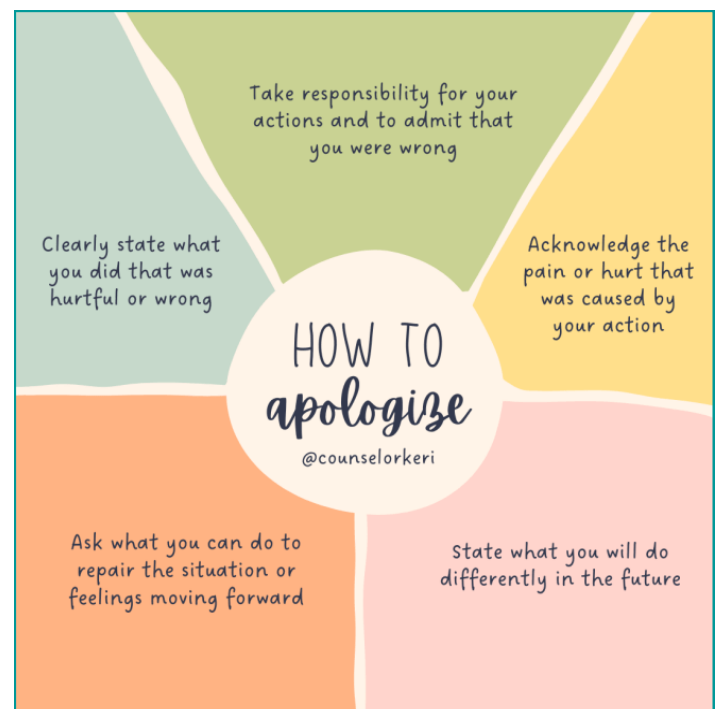 Take responsibility for your
actions and to admit that
you were wrong
Clearly state what
you did that was
hurtful or wrong
Acknowledge the
pain or hurt that
was caused by
your action
HOW TO
apologize
@counselorkeri
Ask what you can do to
repair the situation or
feelings moving forward
State what you will do
differently in the future